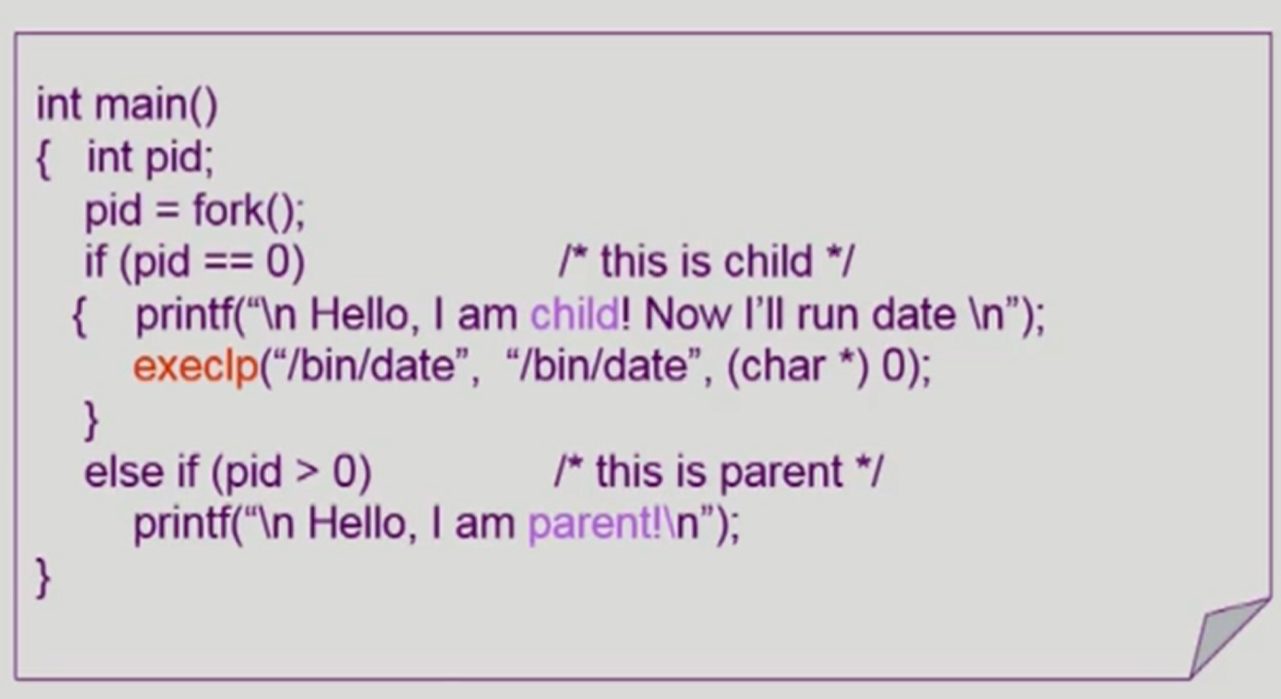 int main()
{ int pid;
pid = fork();
if (pid == 0) /* this is child */
{ printf(“\n Hello, I am child! Now I’ll run date \n”);
execlp(“/bin/date”, “/bin/date”, (char *) 0);
}
else if (pid > 0) /* this is parent */
printf(“\n Hello, I am parent!\n”);
}